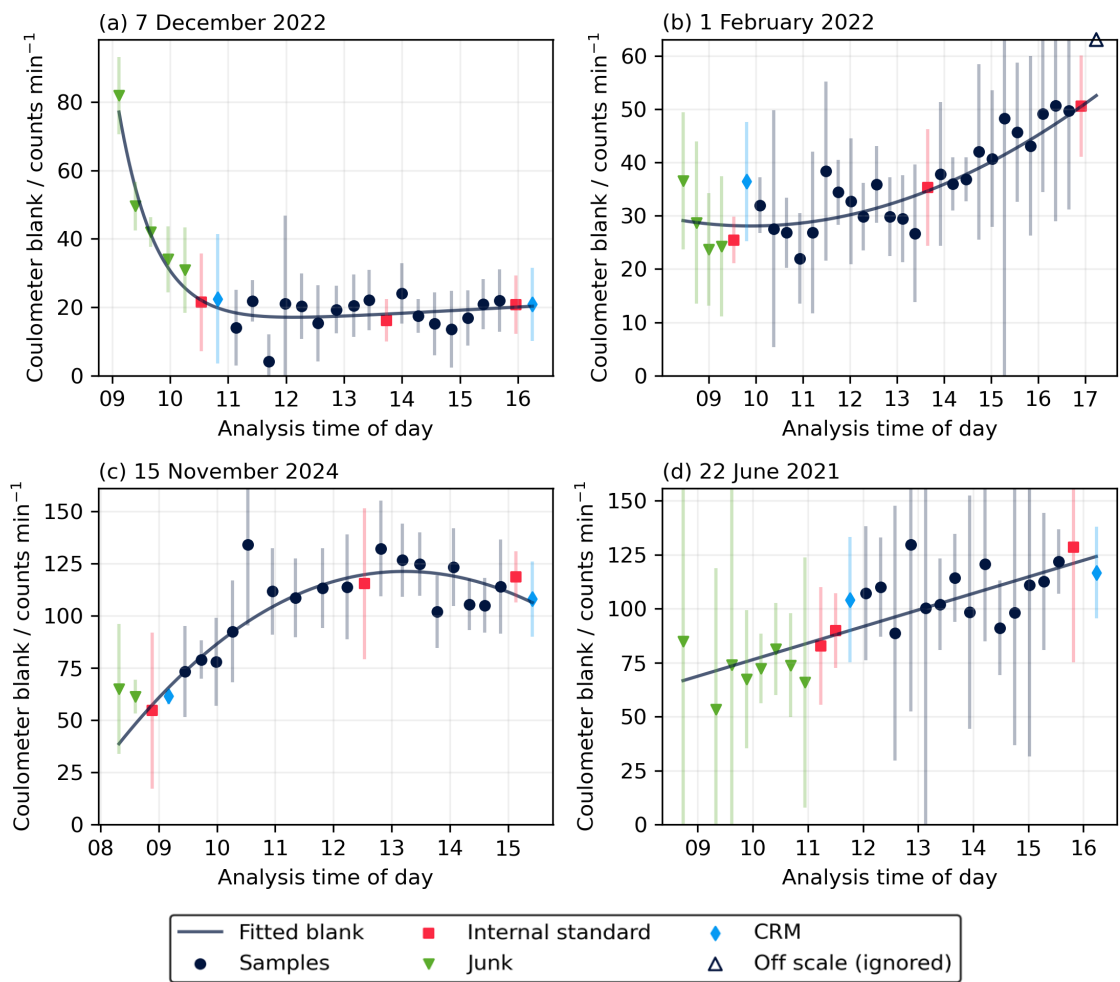 (a) 7 December 2022
Coulometer blank / counts min⁻¹
80
60
40
20
0
09 10 11 12 13 14 15 16
Analysis time of day
(b) 1 February 2022
Coulometer blank / counts min⁻¹
60
50
40
30
20
10
0
09 10 11 12 13 14 15 16 17
Analysis time of day
(c) 15 November 2024
Coulometer blank / counts min⁻¹
150
125
100
75
50
25
0
08 09 10 11 12 13 14 15
Analysis time of day
(d) 22 June 2021
Coulometer blank / counts min⁻¹
150
125
100
75
50
25
0
09 10 11 12 13 14 15 16
Analysis time of day
Fitted blank Internal standard CRM
Samples Junk Off scale (ignored)